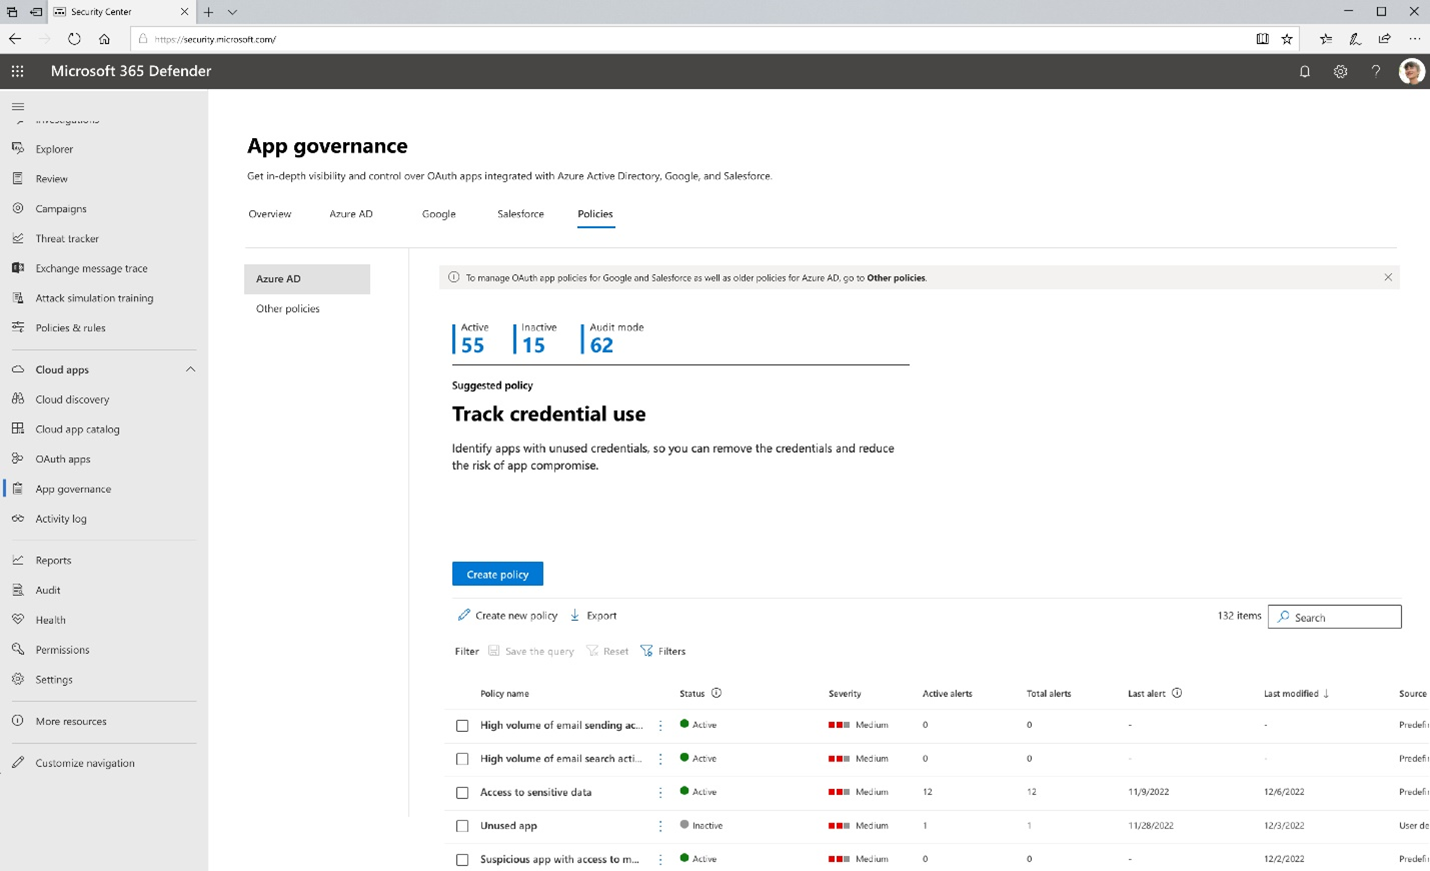 Security Center
https://security.microsoft.com/
Microsoft 365 Defender
Investigations
Explorer
Review
Campaigns
Threat tracker
Exchange message trace
Attack simulation training
Policies & rules
Cloud apps
Cloud discovery
Cloud app catalog
OAuth apps
App governance
Activity log
Reports
Audit
Health
Permissions
Settings
More resources
Customize navigation
App governance
Get in-depth visibility and control over OAuth apps integrated with Azure Active Directory, Google, and Salesforce.
Overview Azure AD Google Salesforce Policies
Azure AD
Other policies
To manage OAuth app policies for Google and Salesforce as well as older policies for Azure AD, go to Other policies.
Active Inactive Audit mode
55 15 62
Suggested policy
Track credential use
Identify apps with unused credentials, so you can remove the credentials and reduce
the risk of app compromise.
Create policy
Create new policy Export 132 items Search
Filter Save the query Reset Filters
Policy name Status Severity Active alerts Total alerts Last alert Last modified ↓ Source
High volume of email sending ac... Active Medium 0 0 - - Predefi
High volume of email search acti... Active Medium 0 0 - - Predefi
Access to sensitive data Active Medium 12 12 11/9/2022 12/6/2022 Predefi
Unused app Inactive Medium 1 1 11/28/2022 12/3/2022 User de
Suspicious app with access to m... Active Medium 0 0 - 12/2/2022 Predefi